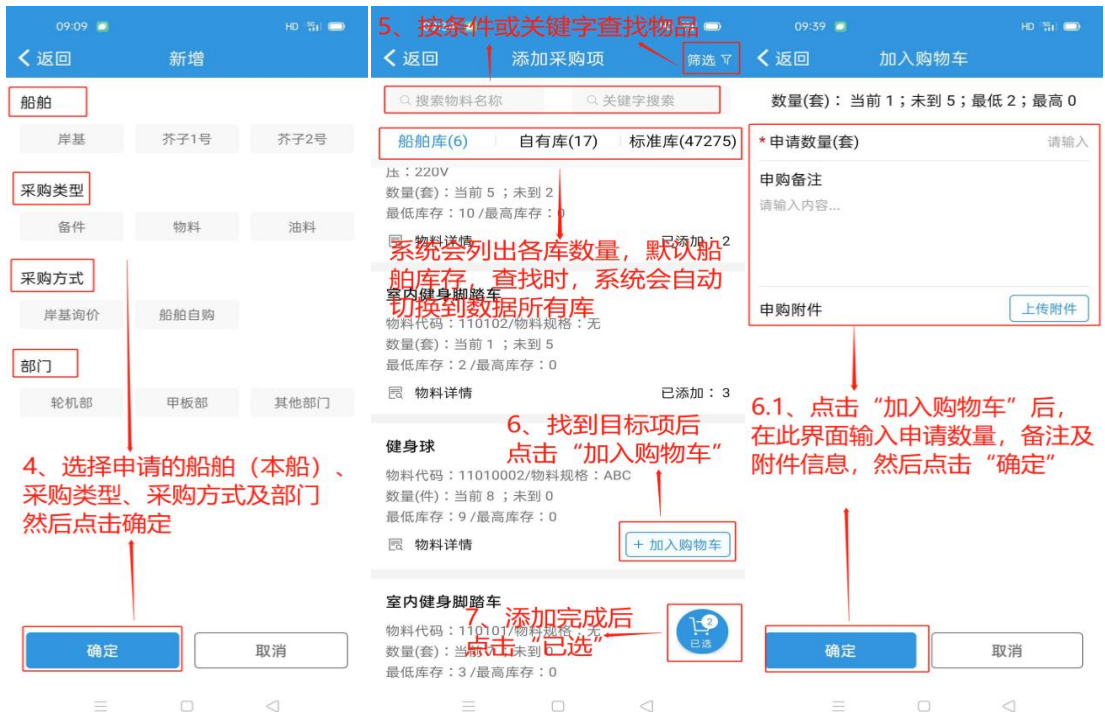 09:09
HD
返回
新增
船舶
岸基
芥子1号
芥子2号
采购类型
备件
物料
油料
采购方式
岸基询价
船舶自购
部门
轮机部
甲板部
其他部门
4、选择申请的船舶（本船）、
采购类型、采购方式及部门
然后点击确定
确定
取消
5、按条件或关键字查找物品
返回
添加采购项
筛选
搜索物料名称
关键字搜索
船舶库(6)
自有库(17)
标准库(47275)
压：220V
数量(套)：当前 5 ；未到 2
最低库存：10 /最高库存：0
物料详情
已添加： 2
系统会列出各库数量，默认船
舶库存，查找时，系统会自动
切换到数据所有库
室内健身脚踏车
物料代码：110102/物料规格：无
数量(套)：当前 1 ；未到 5
最低库存：2 /最高库存：0
物料详情
已添加： 3
6、找到目标项后
点击“加入购物车”
健身球
物料代码：11010002/物料规格：ABC
数量(件)：当前 8 ；未到 0
最低库存：9 /最高库存：0
物料详情
+ 加入购物车
室内健身脚踏车
7、添加完成后
点击“已选”
物料代码：110101/物料规格：无
数量(套)：当前 ；未到 0
最低库存：3 /最高库存：0
2
已选
09:39
HD
返回
加入购物车
数量(套)： 当前 1；未到 5；最低 2；最高 0
*申请数量(套)
请输入
申购备注
请输入内容...
申购附件
上传附件
6.1、点击“加入购物车”后，
在此界面输入申请数量，备注及
附件信息，然后点击“确定”
确定
取消